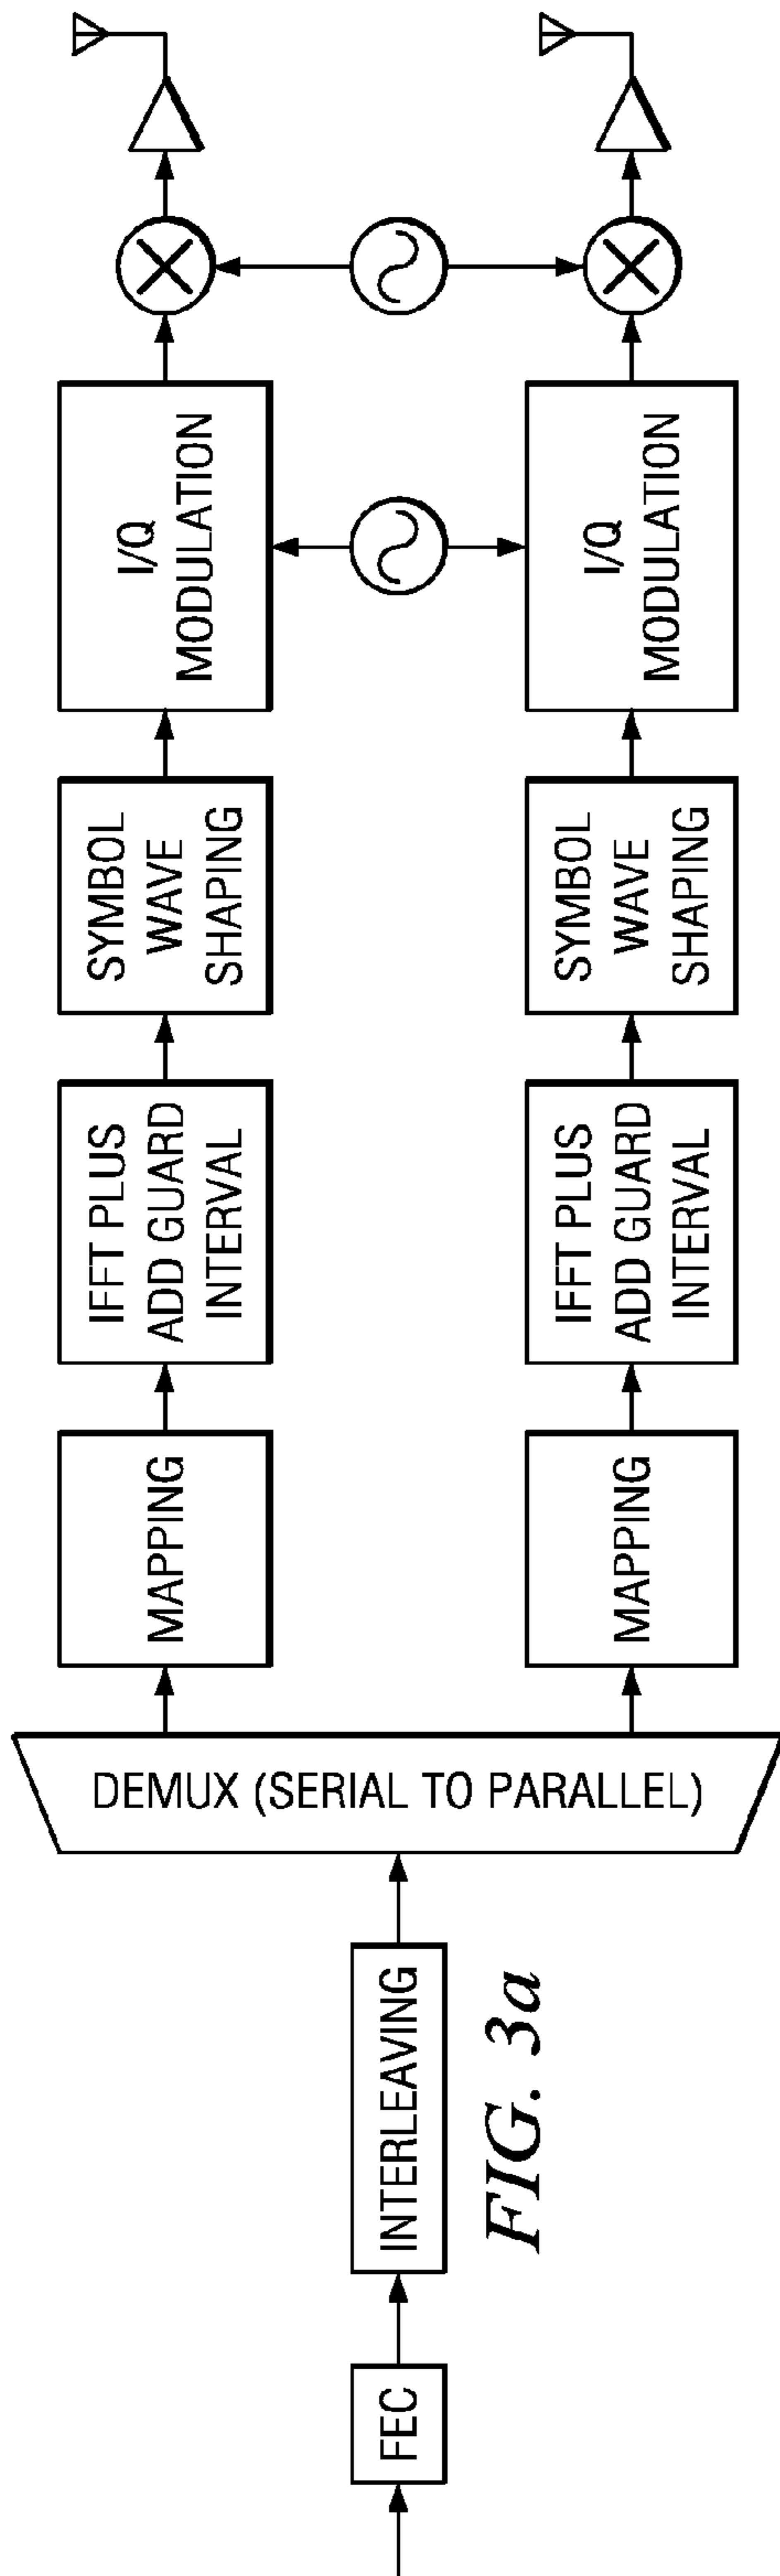 FEC
INTERLEAVING
DEMUX (SERIAL TO PARALLEL)
MAPPING
IFFT PLUS
ADD GUARD
INTERVAL
SYMBOL
WAVE
SHAPING
I/Q
MODULATION
MAPPING
IFFT PLUS
ADD GUARD
INTERVAL
SYMBOL
WAVE
SHAPING
I/Q
MODULATION
FIG. 3a